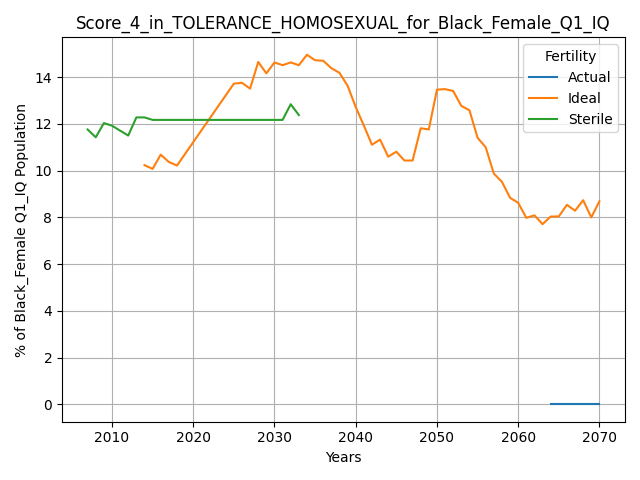 Score_4_in_TOLERANCE_HOMOSEXUAL_for_Black_Female_Q1_IQ
Fertility
Actual
Ideal
Sterile
% of Black_Female Q1_IQ Population
14
12
10
8
6
4
2
0
2010 2020 2030 2040 2050 2060 2070
Years